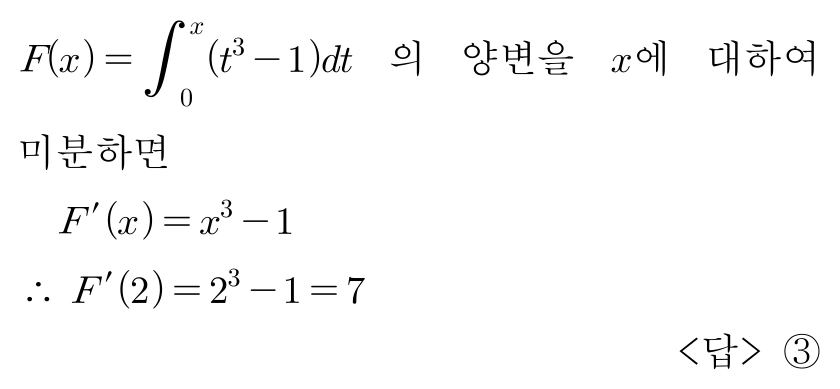 F(x) = ∫₀ˣ (t³ − 1)dt 의 양변을 x에 대하여
미분하면
F′(x) = x³ − 1
∴ F′(2) = 2³ − 1 = 7
<답> ③